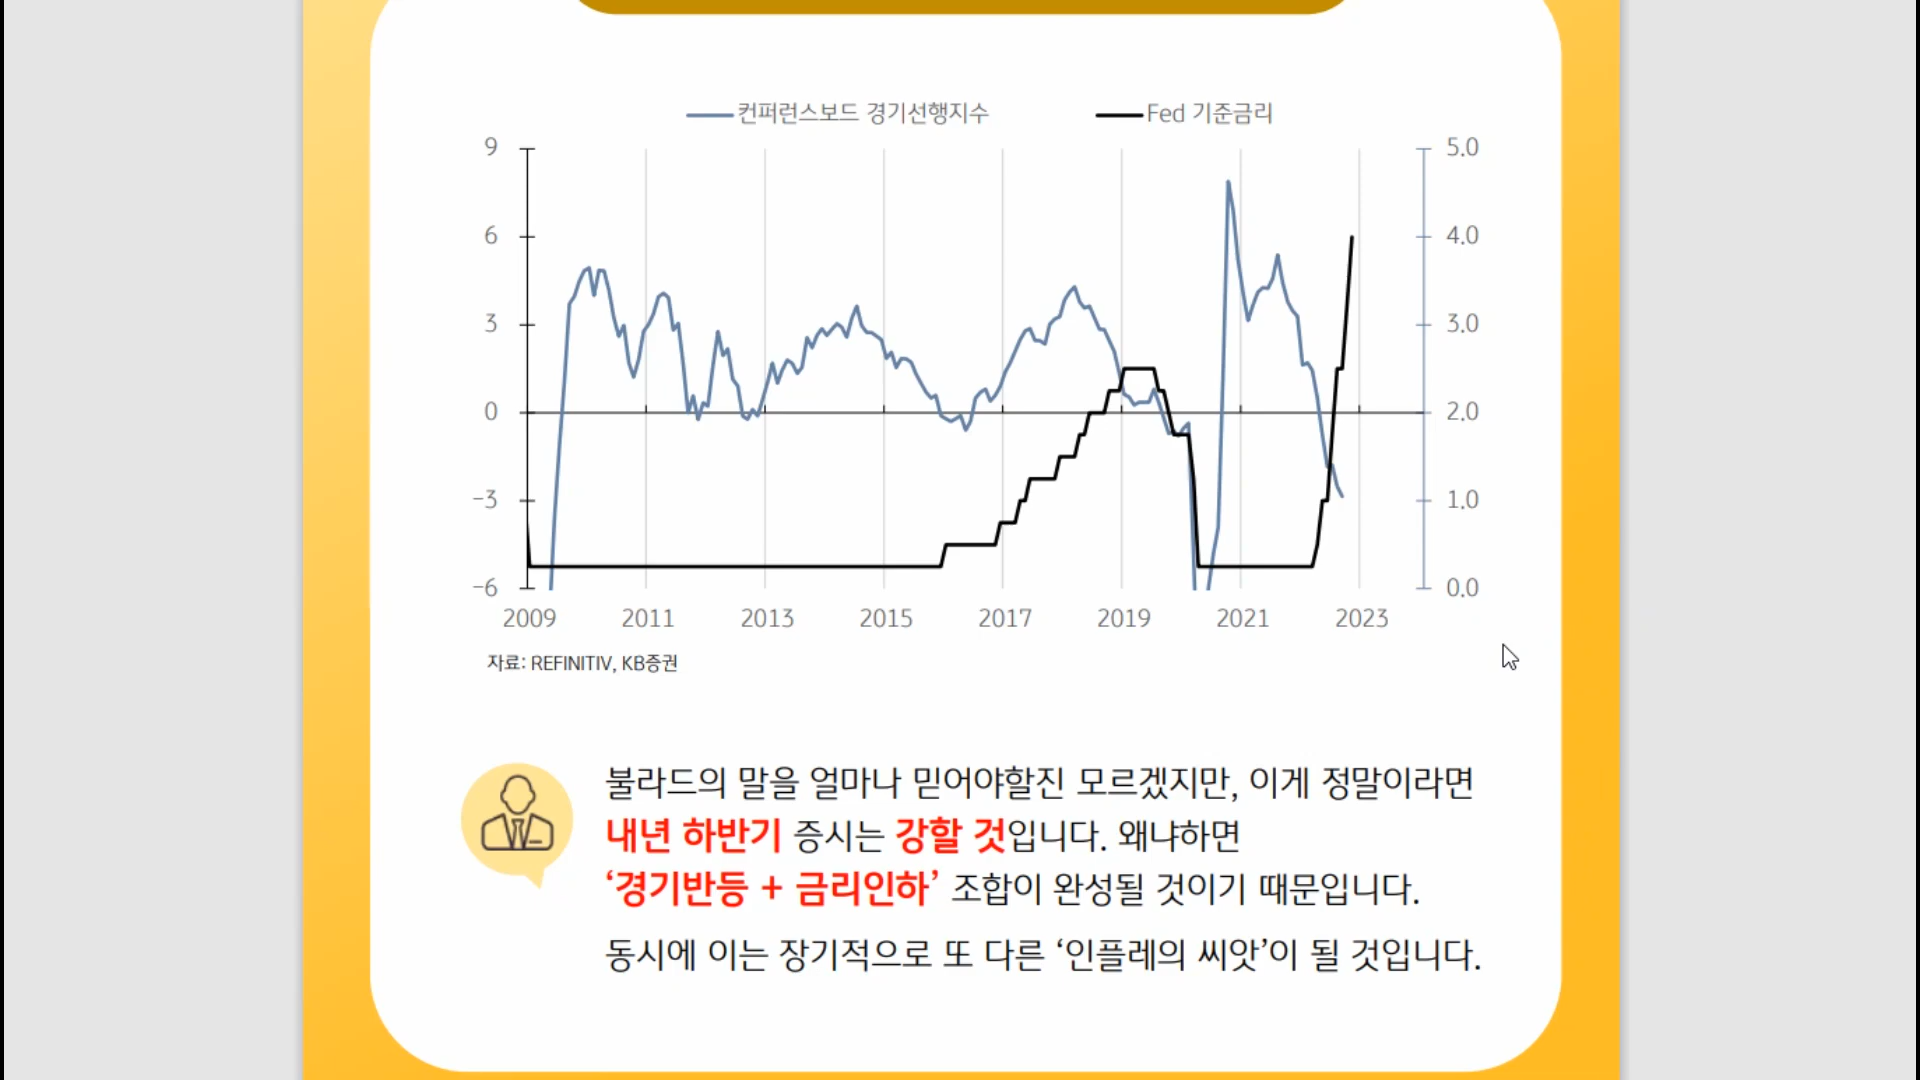 컨퍼런스보드 경기선행지수 Fed 기준금리
9 5.0
6 4.0
3 3.0
0 2.0
-3 1.0
-6 0.0
2009 2011 2013 2015 2017 2019 2021 2023
자료: REFINITIV, KB증권
불라드의 말을 얼마나 믿어야할진 모르겠지만, 이게 정말이라면
내년 하반기 증시는 강할 것입니다. 왜냐하면
‘경기반등 + 금리인하’ 조합이 완성될 것이기 때문입니다.
동시에 이는 장기적으로 또 다른 ‘인플레의 씨앗’이 될 것입니다.